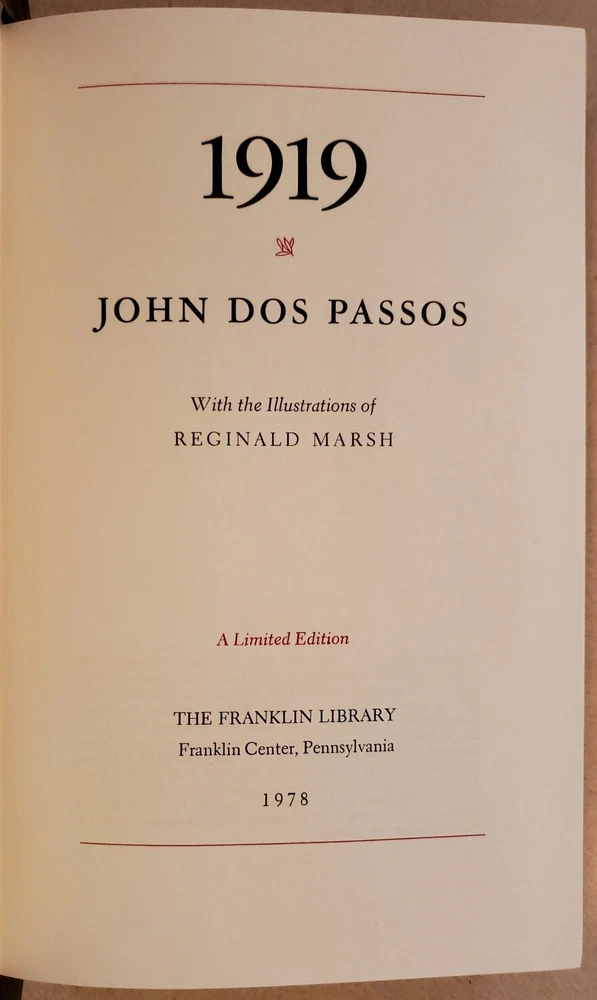 1919
JOHN DOS PASSOS
With the Illustrations of
REGINALD MARSH
A Limited Edition
THE FRANKLIN LIBRARY
Franklin Center, Pennsylvania
1978